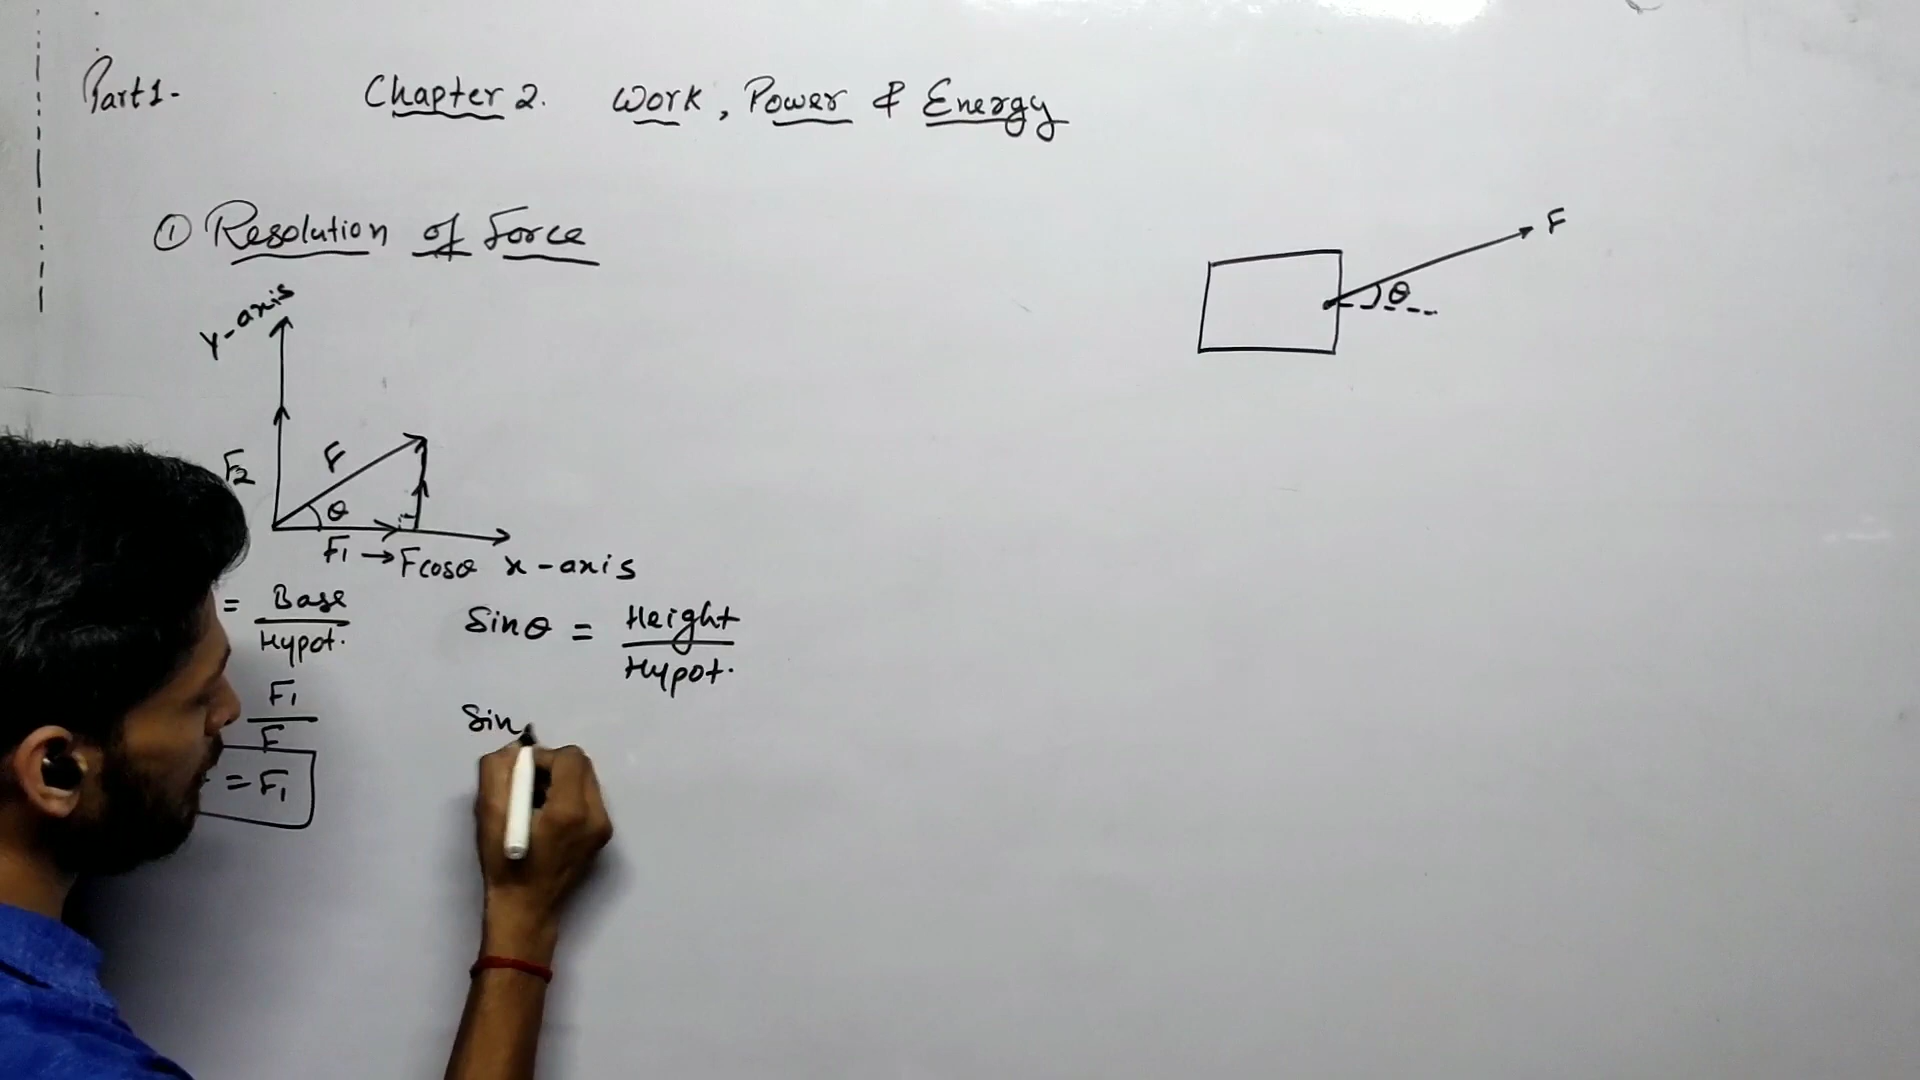 Part 1.
Chapter 2. Work, Power & Energy
① Resolution of Force
F
θ
Y-axis
F2
F
θ
F1 → Fcosθ x-axis
= Base
Hypot.
Sinθ = Height
Hypot.
F1
F
Sin
= F1